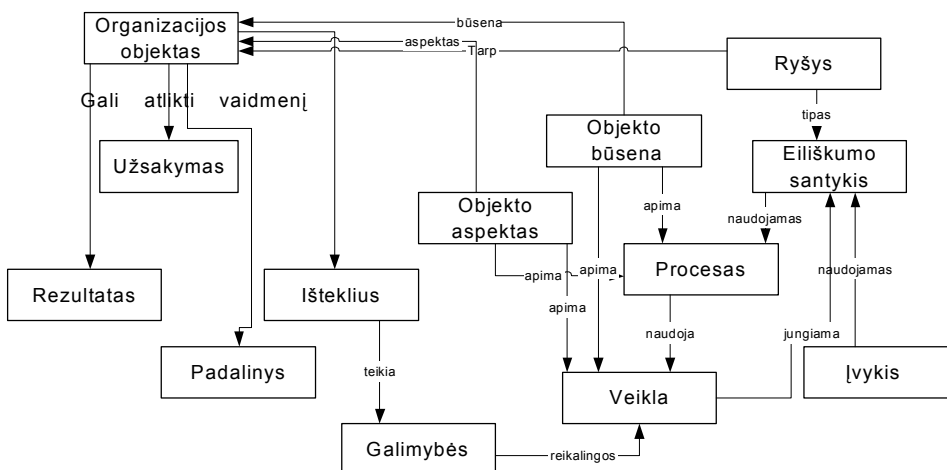 Organizacijos
objektas
būsena
aspektas
Tarp
Ryšys
Gali atlikti vaidmenį
tipas
Užsakymas
Objekto
būsena
Eiliškumo
santykis
Objekto
aspektas
apima
naudojamas
Rezultatas
Išteklius
apima
apima
Procesas
naudojamas
apima
Padalinys
teikia
naudoja
jungiama
Veikla
Įvykis
Galimybės
reikalingos